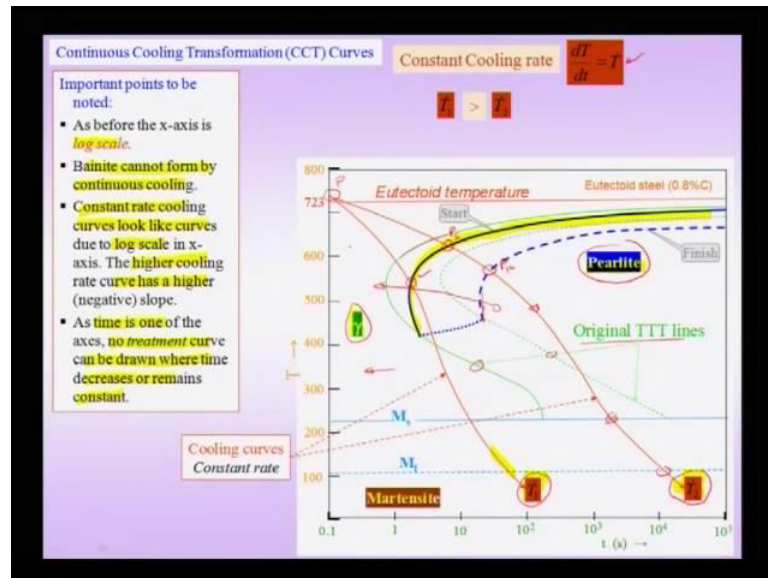 Continuous Cooling Transformation (CCT) Curves
Constant Cooling rate
dT/dt = Ṫ
Ṫ₁ > Ṫ₂
Important points to be
noted:
▪ As before the x-axis is
log scale.
▪ Bainite cannot form by
continuous cooling.
▪ Constant rate cooling
curves look like curves
due to log scale in x-
axis. The higher cooling
rate curve has a higher
(negative) slope.
▪ As time is one of the
axes, no treatment curve
can be drawn where time
decreases or remains
constant.
800
723
Eutectoid temperature
Eutectoid steel (0.8%C)
Start
600
Pearlite
Finish
500
γ
Original TTT lines
400
T →
300
Ms
200
Cooling curves
Constant rate
Mf
100
Martensite
Ṫ₁
Ṫ₂
0.1
1
10
10²
10³
10⁴
10⁵
t (s) →